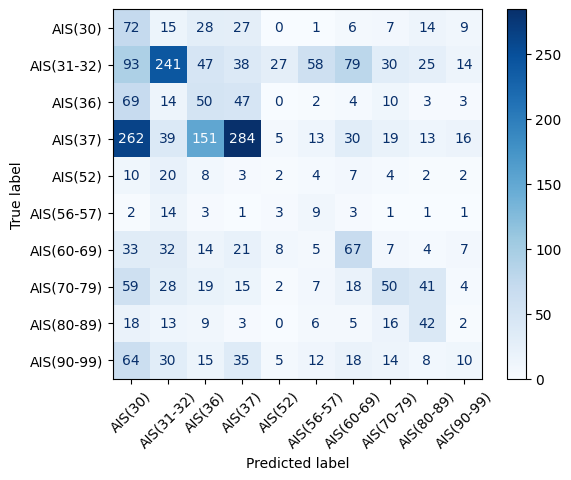 AIS(30) 72 15 28 27 0 1 6 7 14 9
AIS(31-32) 93 241 47 38 27 58 79 30 25 14
AIS(36) 69 14 50 47 0 2 4 10 3 3
AIS(37) 262 39 151 284 5 13 30 19 13 16
AIS(52) 10 20 8 3 2 4 7 4 2 2
AIS(56-57) 2 14 3 1 3 9 3 1 1 1
AIS(60-69) 33 32 14 21 8 5 67 7 4 7
AIS(70-79) 59 28 19 15 2 7 18 50 41 4
AIS(80-89) 18 13 9 3 0 6 5 16 42 2
AIS(90-99) 64 30 15 35 5 12 18 14 8 10
AIS(30) AIS(31-32) AIS(36) AIS(37) AIS(52) AIS(56-57) AIS(60-69) AIS(70-79) AIS(80-89) AIS(90-99)
Predicted label
True label
250
200
150
100
50
0